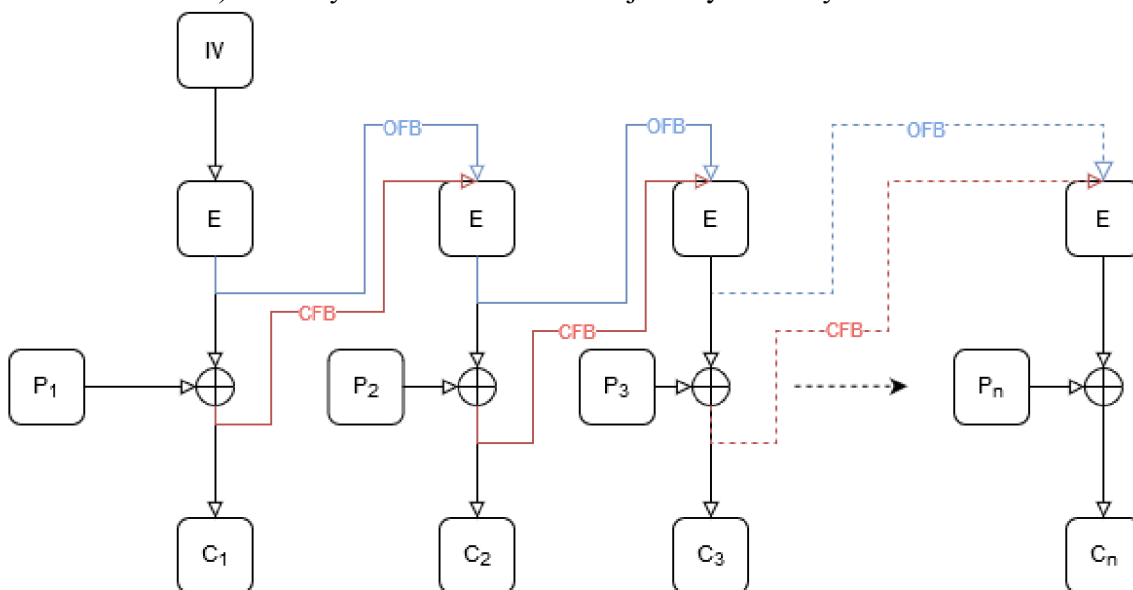 IV
OFB OFB OFB
E E E E
CFB CFB CFB
P₁ P₂ P₃ Pₙ
C₁ C₂ C₃ Cₙ